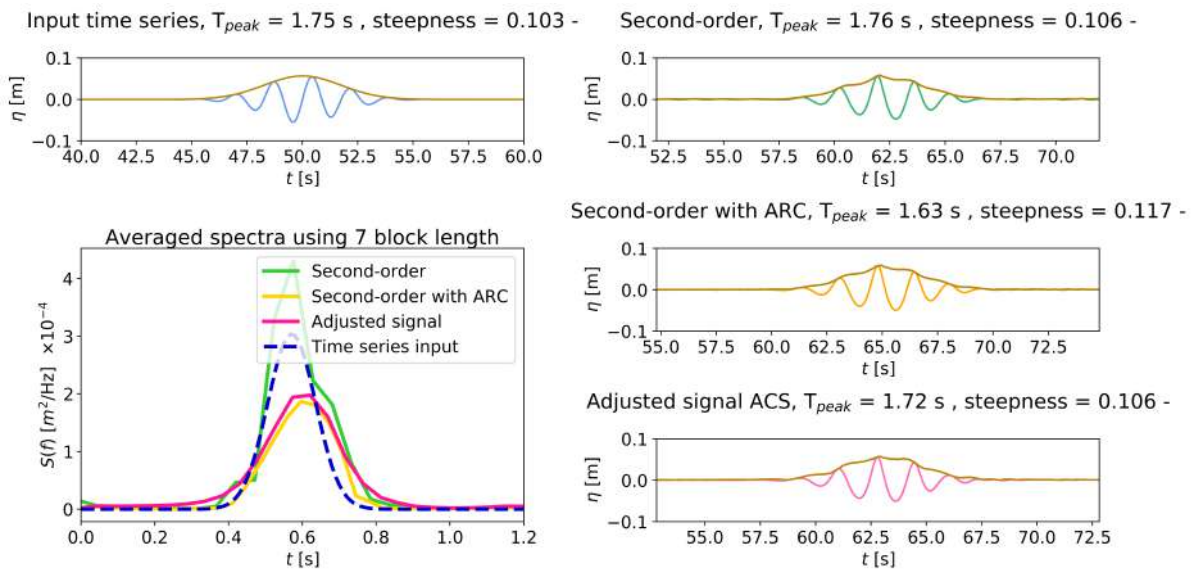 Input time series, T_peak = 1.75 s , steepness = 0.103 -
0.1
0.0
−0.1
η [m]
40.0 42.5 45.0 47.5 50.0 52.5 55.0 57.5 60.0
t [s]
Second-order, T_peak = 1.76 s , steepness = 0.106 -
0.1
0.0
−0.1
η [m]
52.5 55.0 57.5 60.0 62.5 65.0 67.5 70.0
t [s]
Averaged spectra using 7 block length
Second-order
Second-order with ARC
Adjusted signal
Time series input
4
3
2
1
0
S(f) [m²/Hz] ×10⁻⁴
0.0 0.2 0.4 0.6 0.8 1.0 1.2
t [s]
Second-order with ARC, T_peak = 1.63 s , steepness = 0.117 -
0.1
0.0
−0.1
η [m]
55.0 57.5 60.0 62.5 65.0 67.5 70.0 72.5
t [s]
Adjusted signal ACS, T_peak = 1.72 s , steepness = 0.106 -
0.1
0.0
−0.1
η [m]
55.0 57.5 60.0 62.5 65.0 67.5 70.0 72.5
t [s]